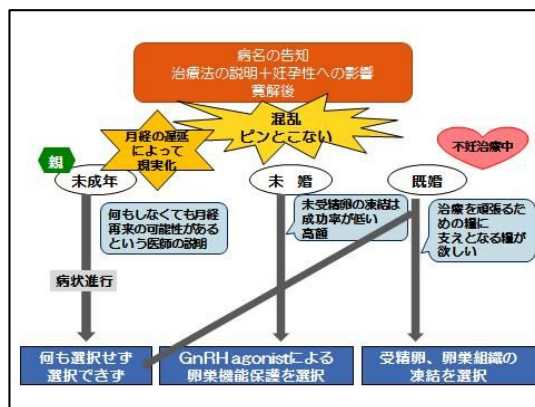 病名の告知
治療法の説明＋妊孕性への影響
寛解後
混乱
ピンとこない
月経の遅延
によって
現実化
不妊治療中
親
未成年
未 婚
既婚
何もしなくても月経
再来の可能性がある
という医師の説明
未受精卵の凍結は
成功率が低い
高額
治療を頑張るた
めの糧に
支えとなる糧が
欲しい
病状進行
何も選択せず
選択できず
GnRH agonistによる
卵巣機能保護を選択
受精卵、卵巣組織の
凍結を選択